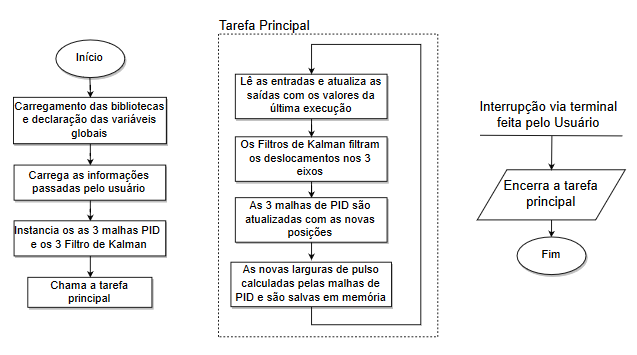 Início
Carregamento das bibliotecas
e declaração das variáveis
globais
Carrega as informações
passadas pelo usuário
Instancia os as 3 malhas PID
e os 3 Filtro de Kalman
Chama a tarefa
principal
Tarefa Principal
Lê as entradas e atualiza as
saídas com os valores da
última execução
Os Filtros de Kalman filtram
os deslocamentos nos 3
eixos
As 3 malhas de PID são
atualizadas com as novas
posições
As novas larguras de pulso
calculadas pelas malhas de
PID e são salvas em memória
Interrupção via terminal
feita pelo Usuário
Encerra a tarefa
principal
Fim